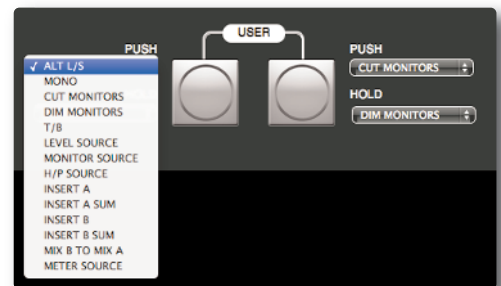 USER
PUSH
✓ ALT L/S
MONO
CUT MONITORS
DIM MONITORS
T/B
LEVEL SOURCE
MONITOR SOURCE
H/P SOURCE
INSERT A
INSERT A SUM
INSERT B
INSERT B SUM
MIX B TO MIX A
METER SOURCE
PUSH
CUT MONITORS
HOLD
DIM MONITORS